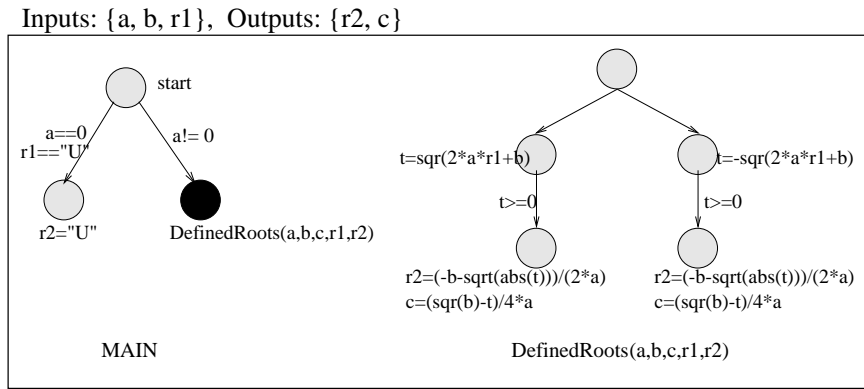 Inputs: {a, b, r1}, Outputs: {r2, c}
start
a==0
r1=="U"
a!= 0
r2="U"
DefinedRoots(a,b,c,r1,r2)
MAIN
t=sqr(2*a*r1+b)
t=-sqr(2*a*r1+b)
t>=0
t>=0
r2=(-b-sqrt(abs(t)))/(2*a)
c=(sqr(b)-t)/4*a
r2=(-b-sqrt(abs(t)))/(2*a)
c=(sqr(b)-t)/4*a
DefinedRoots(a,b,c,r1,r2)